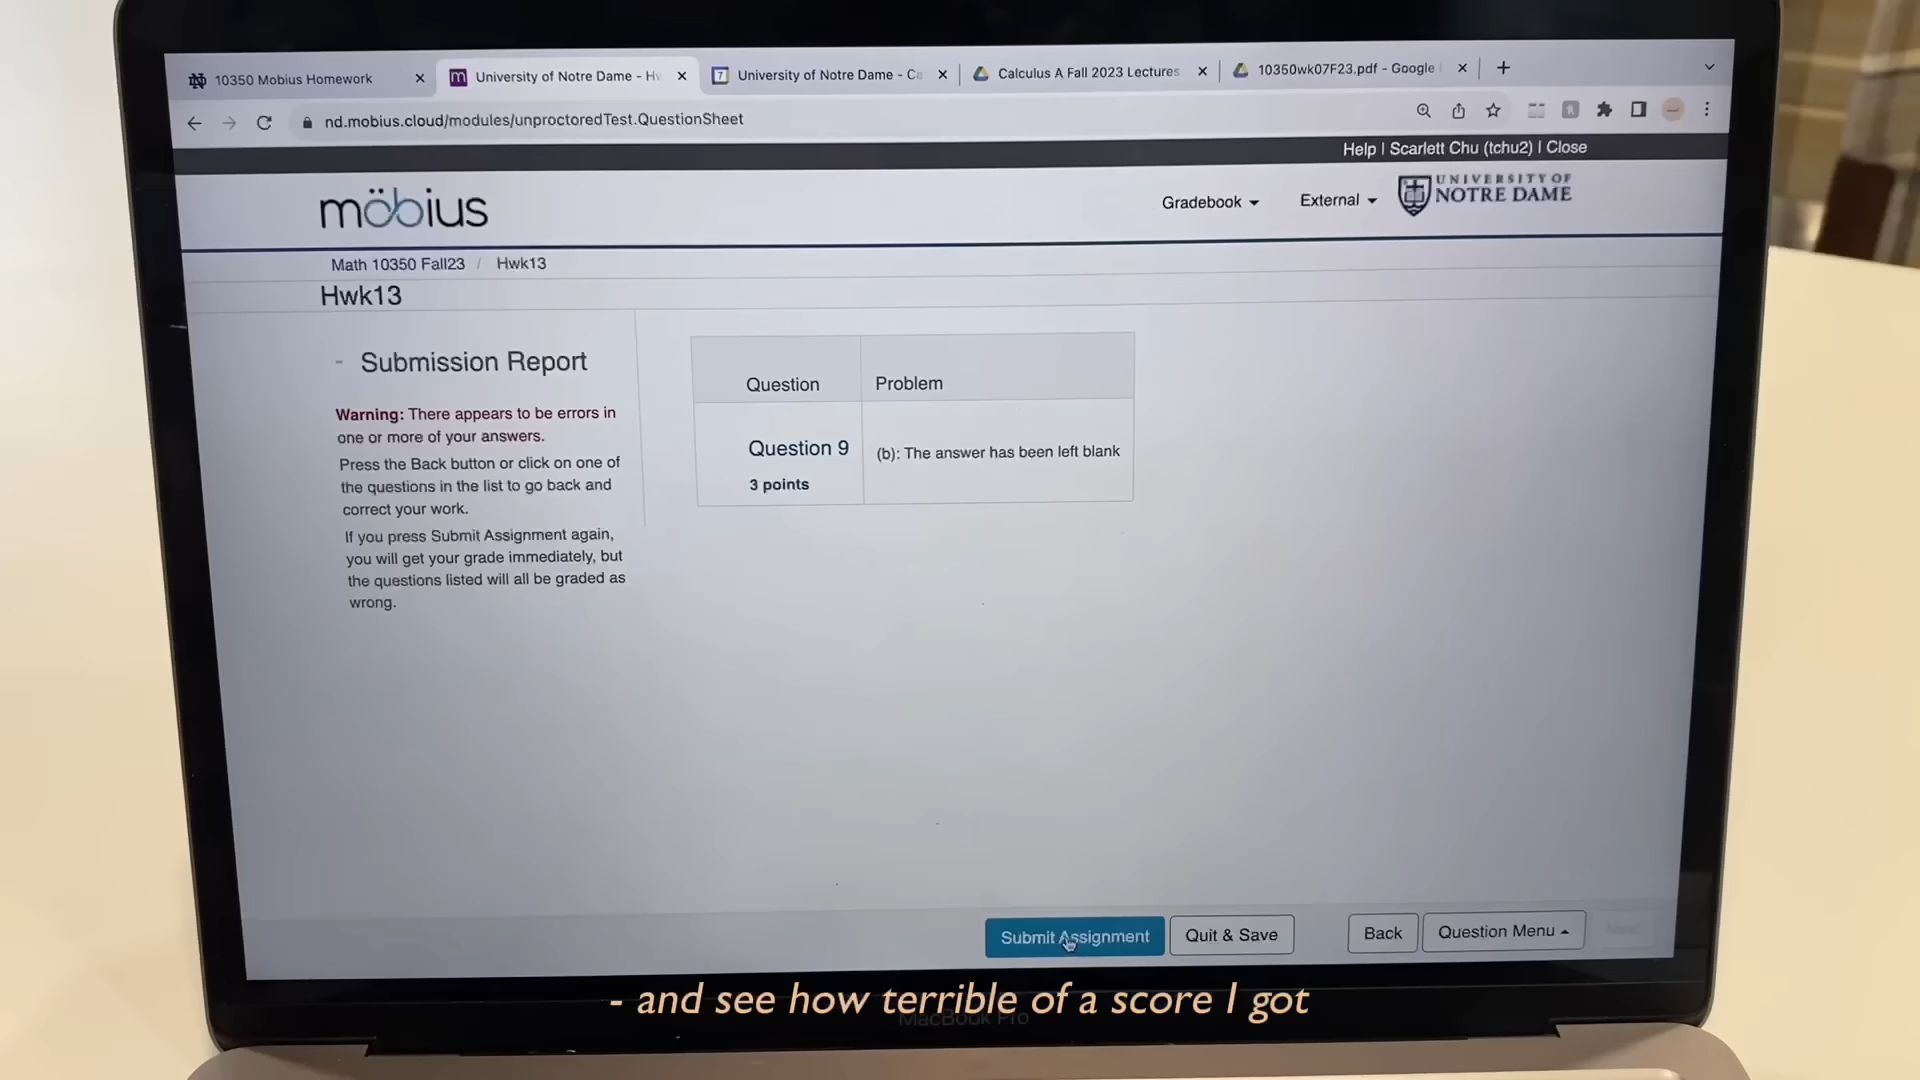 10350 Mobius Homework
University of Notre Dame - Hw
University of Notre Dame - Ca
Calculus A Fall 2023 Lectures
10350wk07F23.pdf - Google
nd.mobius.cloud/modules/unproctoredTest.QuestionSheet
Help | Scarlett Chu (tchu2) | Close
möbius
Gradebook
External
UNIVERSITY OF
NOTRE DAME
Math 10350 Fall23 / Hwk13
Hwk13
- Submission Report
Warning: There appears to be errors in
one or more of your answers.
Press the Back button or click on one of
the questions in the list to go back and
correct your work.
If you press Submit Assignment again,
you will get your grade immediately, but
the questions listed will all be graded as
wrong.
Question Problem
Question 9
3 points
(b): The answer has been left blank
Submit Assignment
Quit & Save
Back
Question Menu
Next
- and see how terrible of a score I got
MacBook Pro